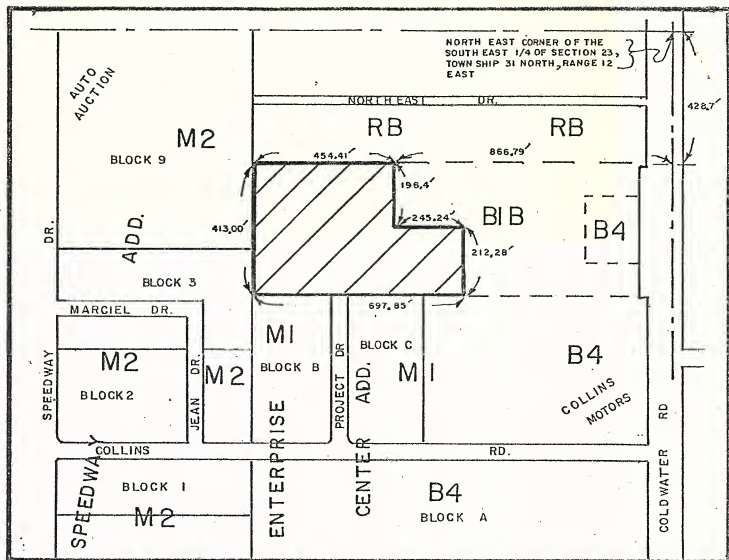 NORTH EAST CORNER OF THE
SOUTH EAST 1/4 OF SECTION 23,
TOWN SHIP 31 NORTH, RANGE 12
EAST
428.7'
AUTO
AUCTION
NORTH EAST DR.
M2
RB
RB
BLOCK 9
454.41'
866.79'
196.4'
245.24'
B1B
B4
413.00'
212.28'
DR.
ADD.
BLOCK 3
697.85'
MARCIEL DR.
M1
M2
M2
BLOCK B
BLOCK C
M1
B4
BLOCK 2
SPEEDWAY
JEAN DR.
PROJECT DR
COLLINS
MOTORS
COLLINS
RD.
ENTERPRISE
CENTER ADD.
COLDWATER RD
SPEEDWAY
BLOCK 1
M2
B4
BLOCK A